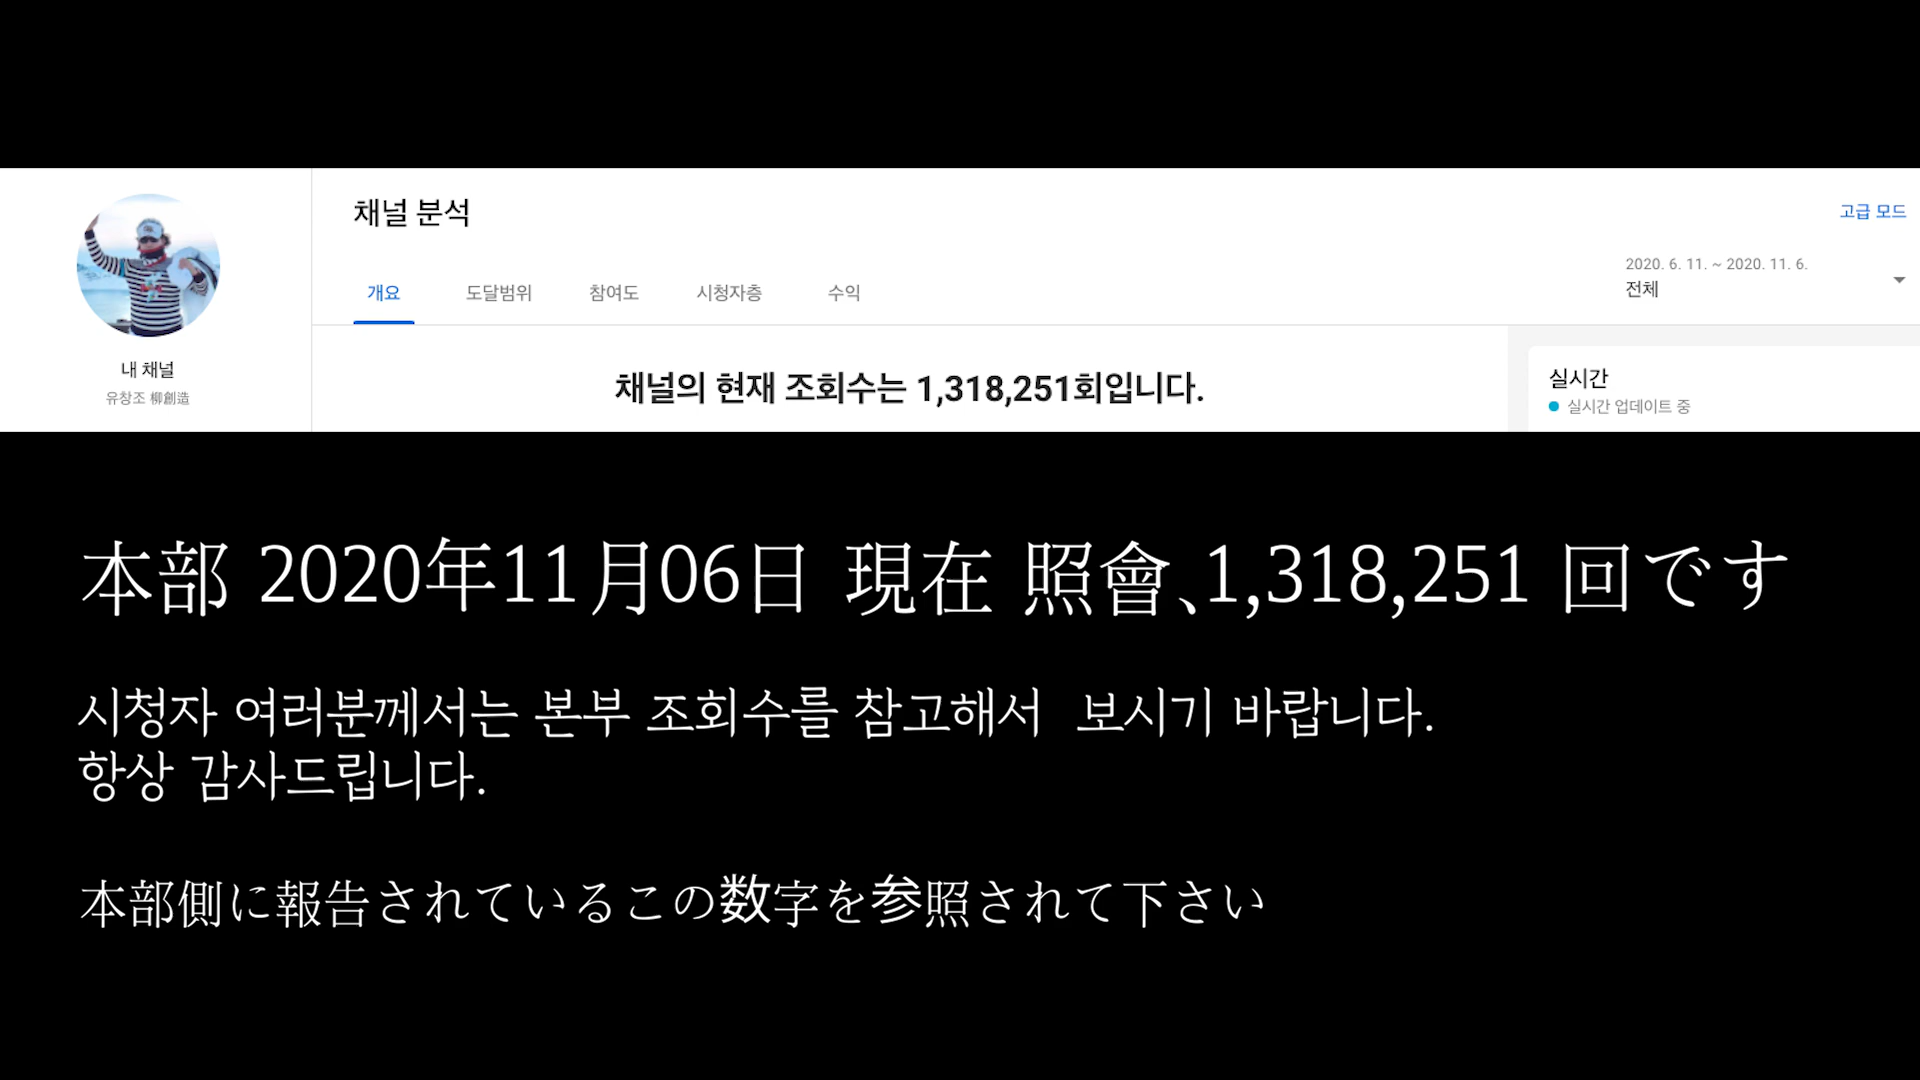 채널 분석
고급 모드
2020. 6. 11. ~ 2020. 11. 6.
전체
개요 도달범위 참여도 시청자층 수익
내 채널
유창조 柳創造
채널의 현재 조회수는 1,318,251회입니다.
실시간
실시간 업데이트 중
本部 2020年11月06日 現在 照會、1,318,251 回です
시청자 여러분께서는 본부 조회수를 참고해서 보시기 바랍니다.
항상 감사드립니다.
本部側に報告されているこの数字を参照されて下さい